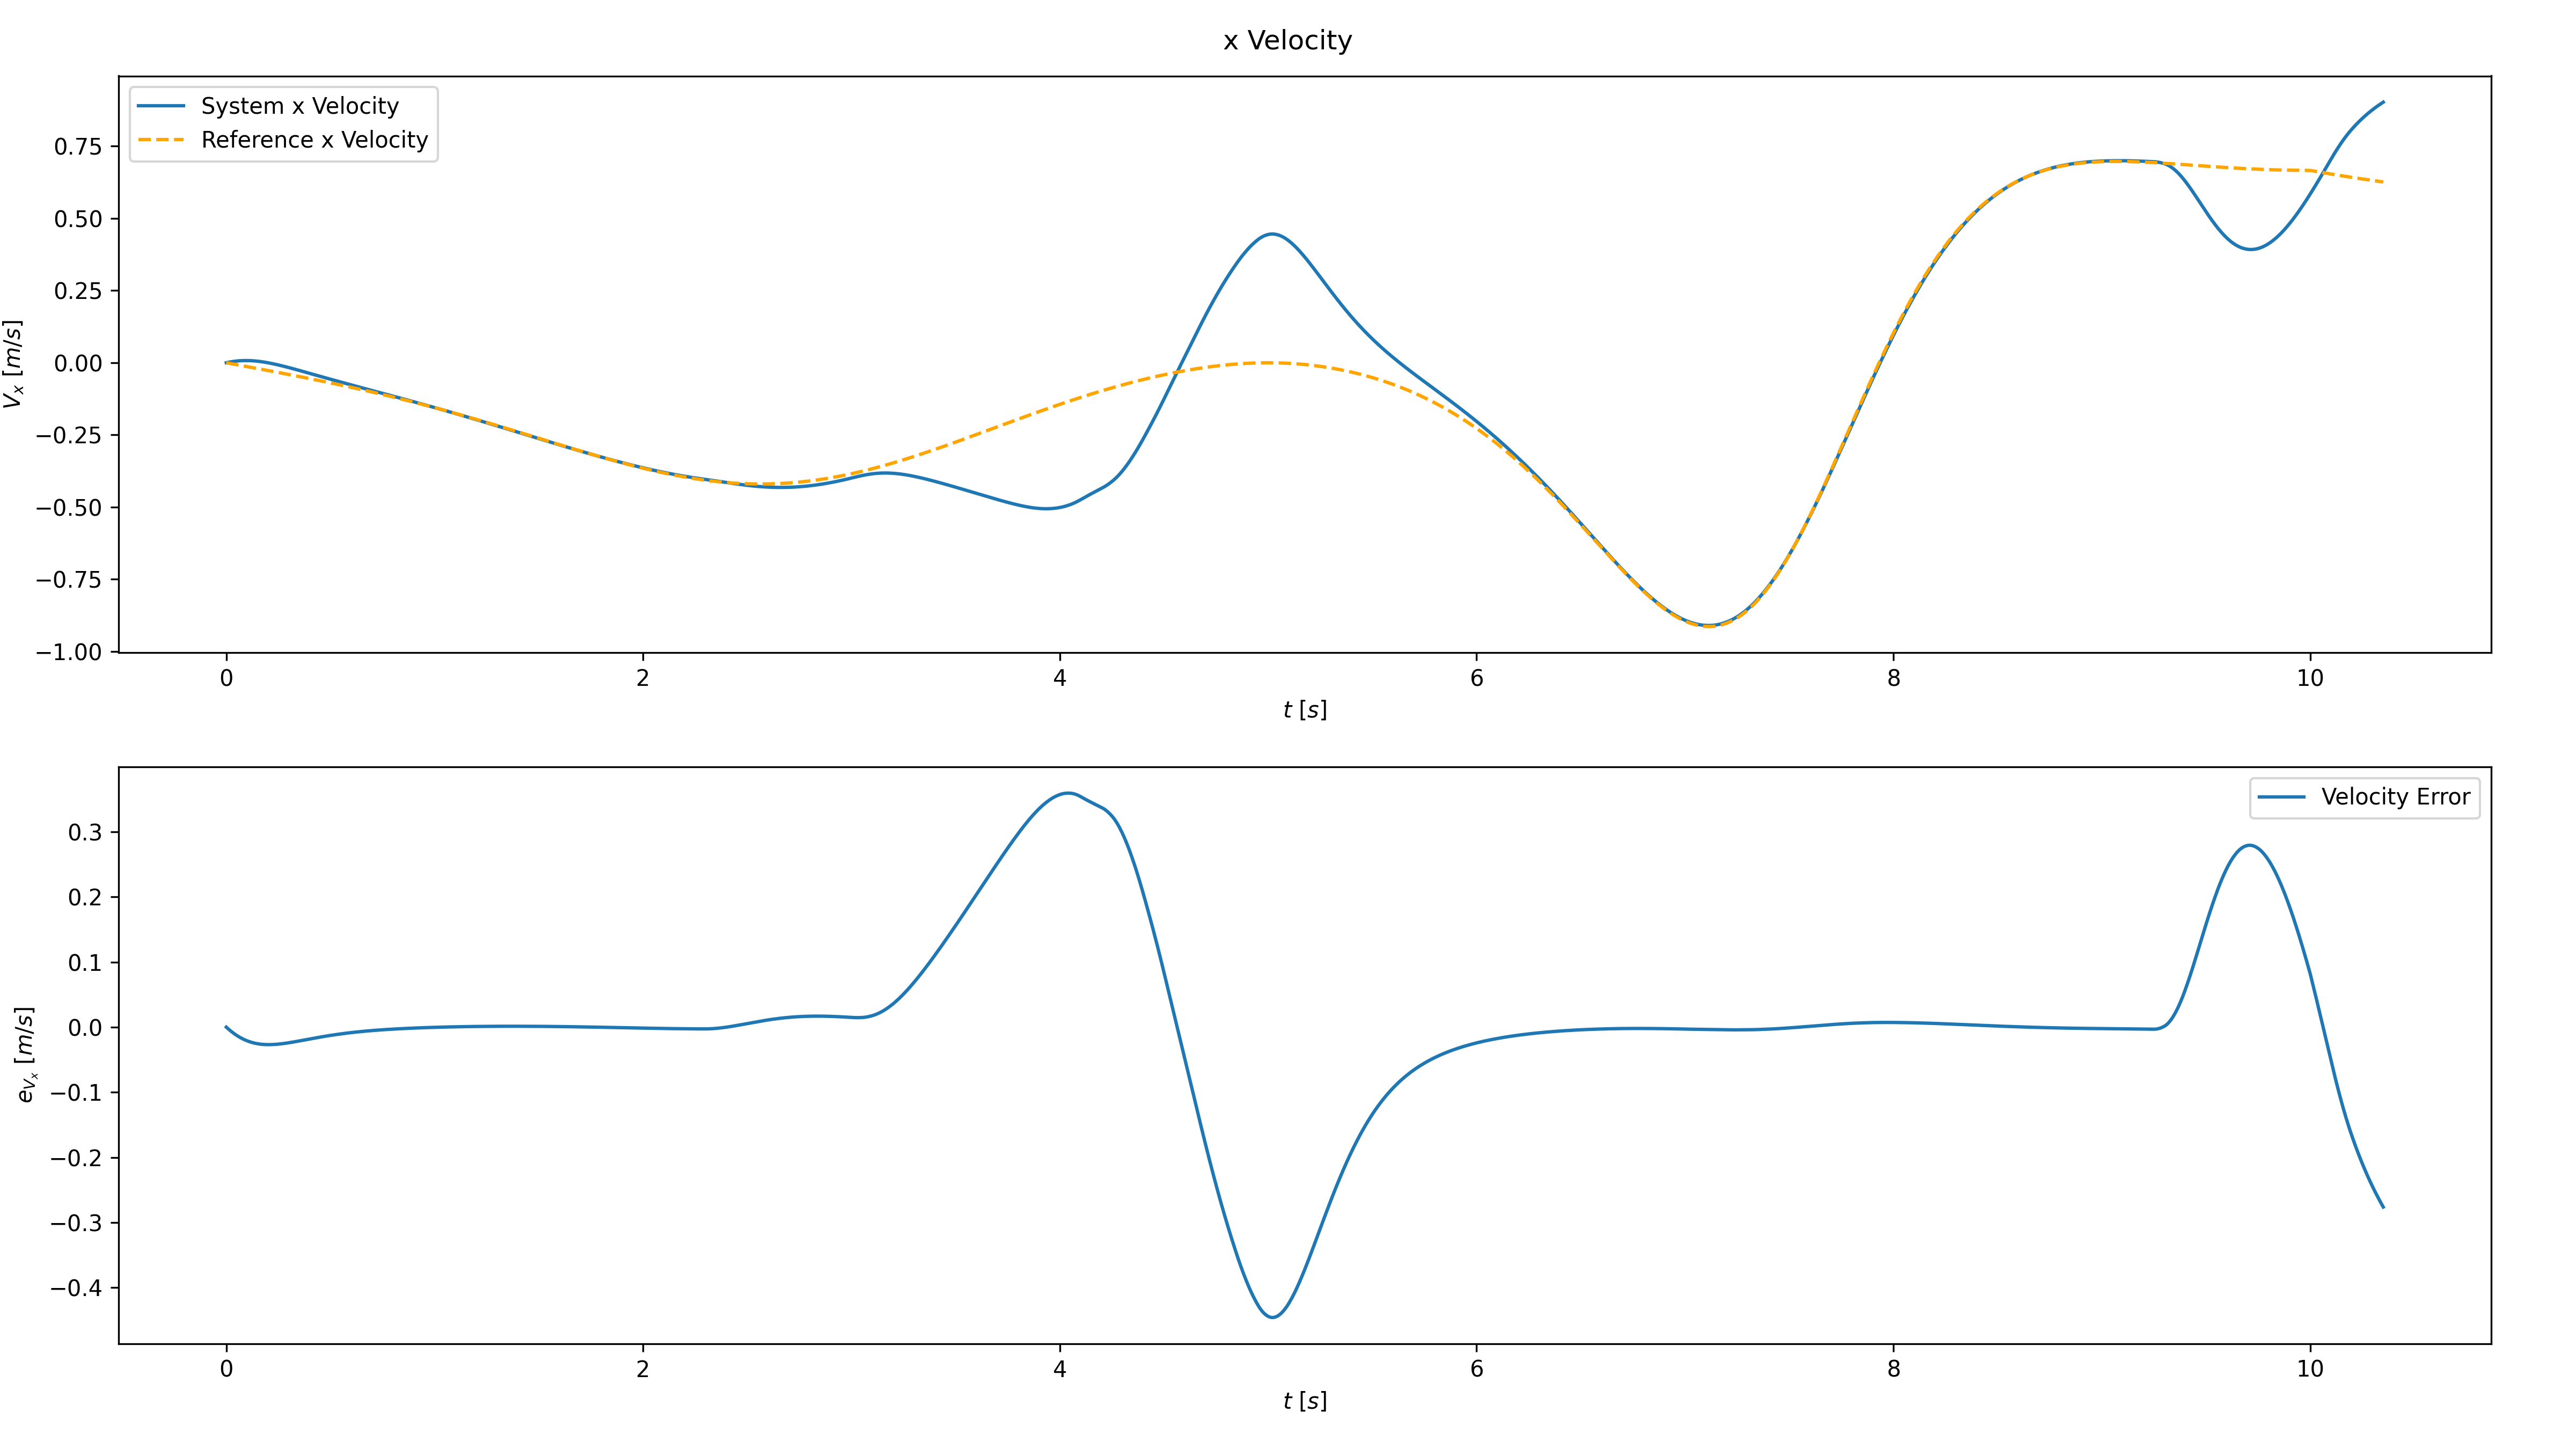 x Velocity
System x Velocity
Reference x Velocity
0.75
0.50
0.25
0.00
−0.25
−0.50
−0.75
−1.00
V_x [m/s]
0 2 4 6 8 10
t [s]
Velocity Error
0.3
0.2
0.1
0.0
−0.1
−0.2
−0.3
−0.4
e_{V_x} [m/s]
0 2 4 6 8 10
t [s]